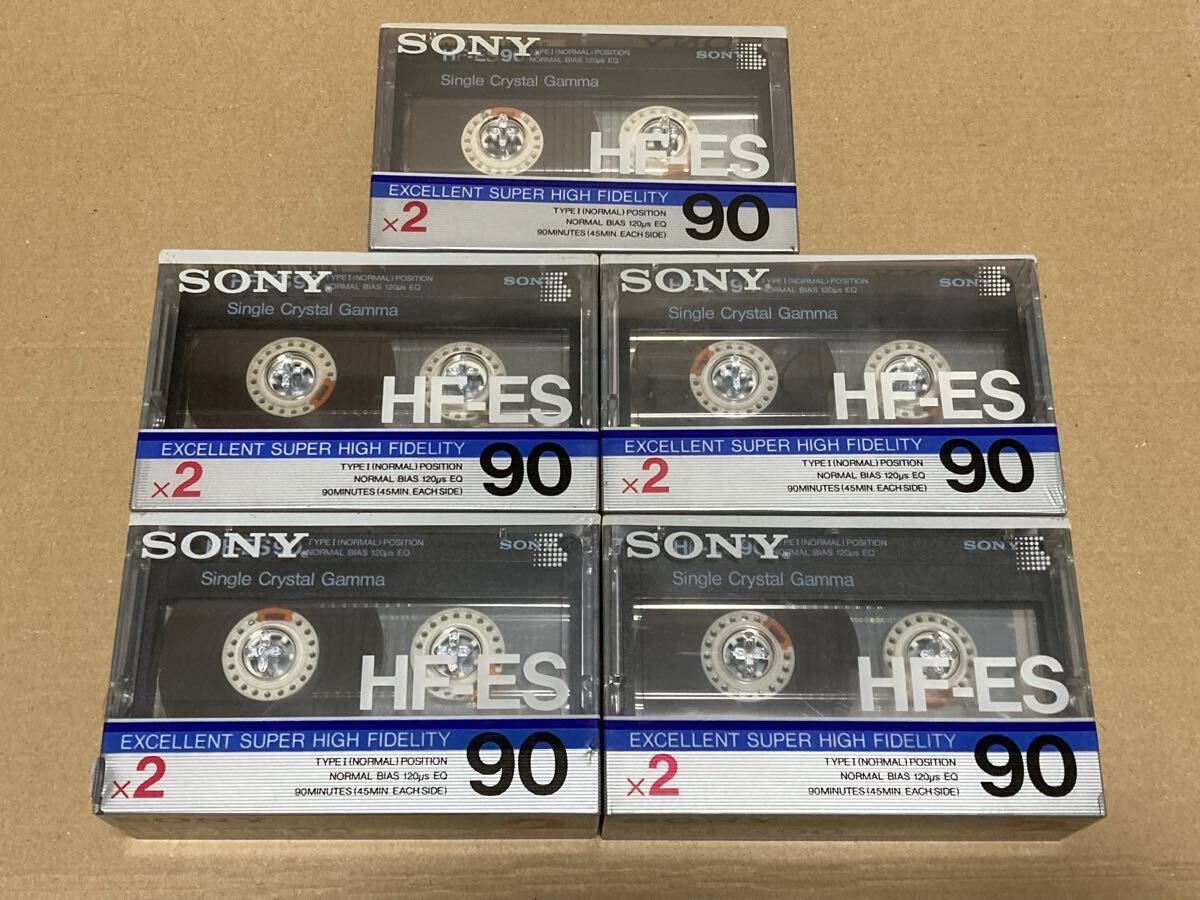 SONY
TYPE I (NORMAL) POSITION
NORMAL BIAS 120µs EQ
SONY
Single Crystal Gamma
HF-ES
EXCELLENT SUPER HIGH FIDELITY
×2
TYPE I (NORMAL) POSITION
NORMAL BIAS 120µs EQ
90MINUTES (45MIN. EACH SIDE)
90
SONY
TYPE I (NORMAL) POSITION
NORMAL BIAS 120µs EQ
SONY
Single Crystal Gamma
HF-ES
EXCELLENT SUPER HIGH FIDELITY
×2
TYPE I (NORMAL) POSITION
NORMAL BIAS 120µs EQ
90MINUTES (45MIN. EACH SIDE)
90
SONY
TYPE I (NORMAL) POSITION
NORMAL BIAS 120µs EQ
SONY
Single Crystal Gamma
HF-ES
EXCELLENT SUPER HIGH FIDELITY
×2
TYPE I (NORMAL) POSITION
NORMAL BIAS 120µs EQ
90MINUTES (45MIN. EACH SIDE)
90
SONY
TYPE I (NORMAL) POSITION
NORMAL BIAS 120µs EQ
SONY
Single Crystal Gamma
HF-ES
EXCELLENT SUPER HIGH FIDELITY
×2
TYPE I (NORMAL) POSITION
NORMAL BIAS 120µs EQ
90MINUTES (45MIN. EACH SIDE)
90
SONY
TYPE I (NORMAL) POSITION
NORMAL BIAS 120µs EQ
SONY
Single Crystal Gamma
HF-ES
EXCELLENT SUPER HIGH FIDELITY
×2
TYPE I (NORMAL) POSITION
NORMAL BIAS 120µs EQ
90MINUTES (45MIN. EACH SIDE)
90